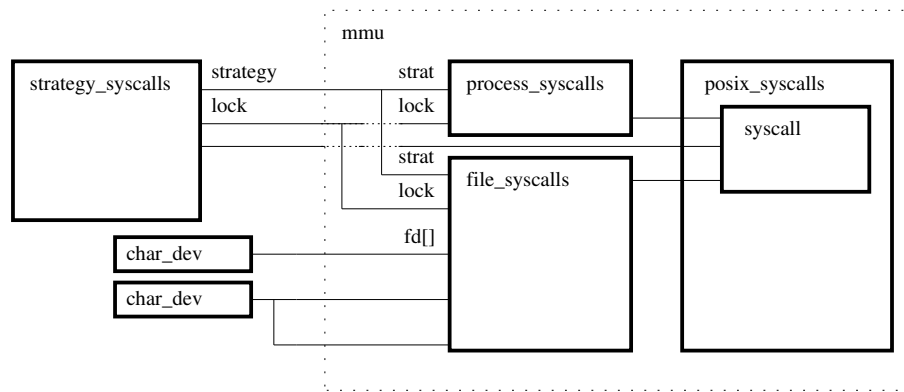 mmu
strategy_syscalls
strategy
strat
process_syscalls
posix_syscalls
lock
lock
syscall
strat
file_syscalls
lock
fd[]
char_dev
char_dev